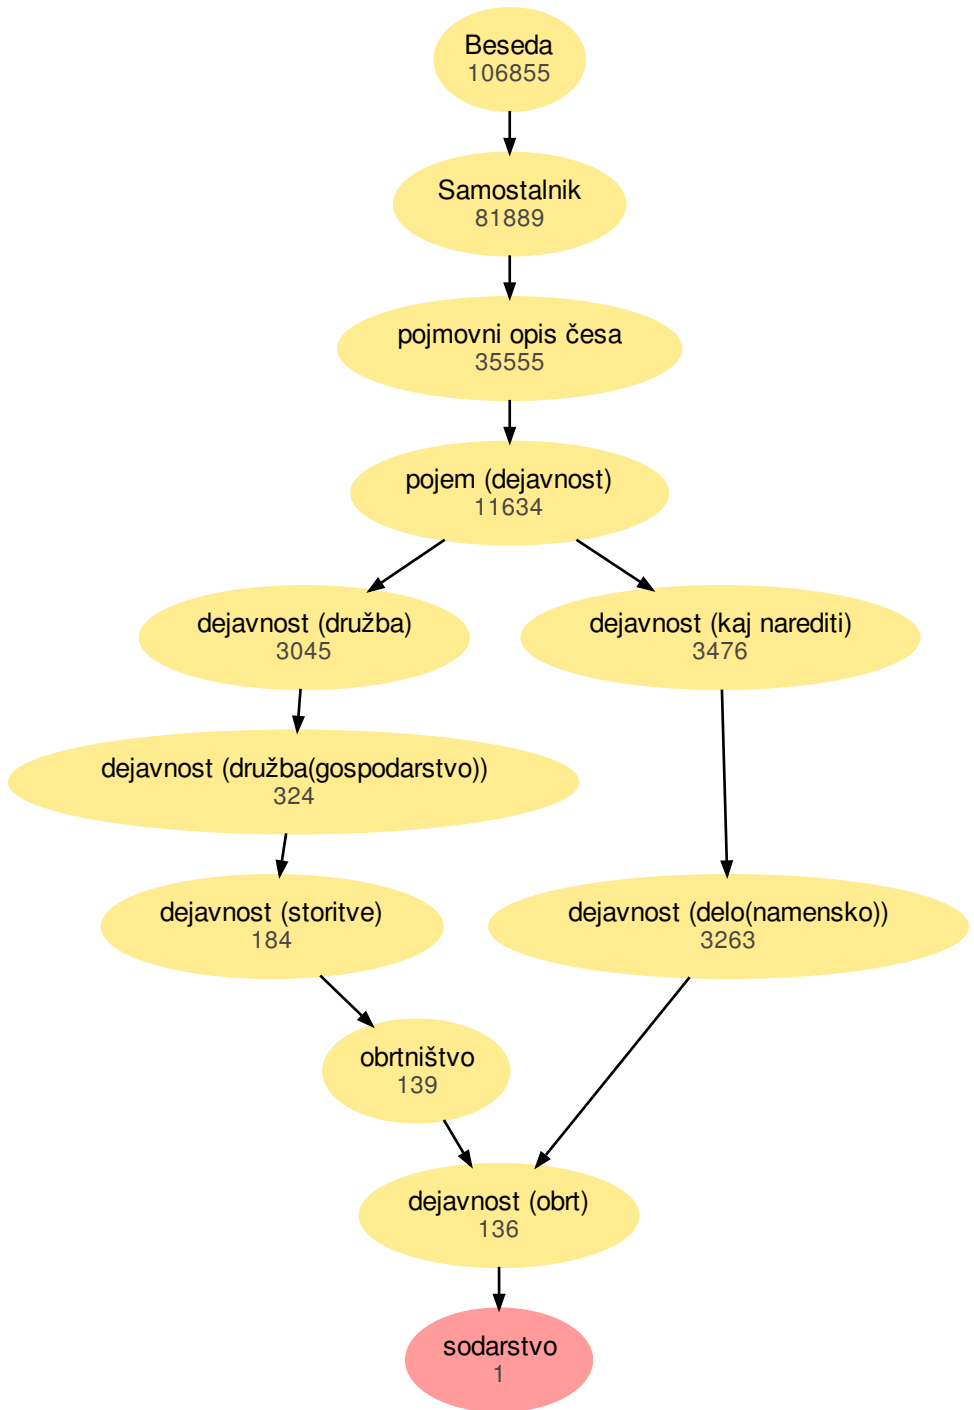 Beseda
106855
Samostalnik
81889
pojmovni opis česa
35555
pojem (dejavnost)
11634
dejavnost (družba)
3045
dejavnost (kaj narediti)
3476
dejavnost (družba(gospodarstvo))
324
dejavnost (storitve)
184
dejavnost (delo(namensko))
3263
obrtništvo
139
dejavnost (obrt)
136
sodarstvo
1